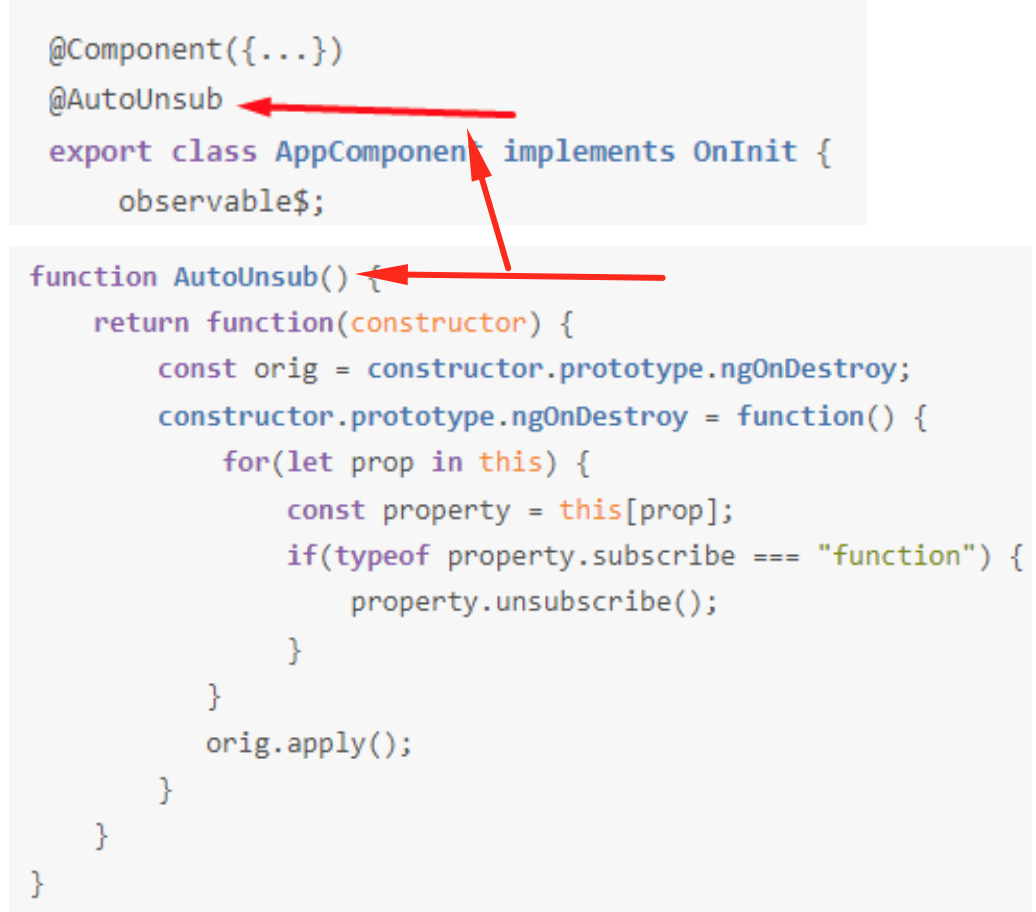 @Component({...})
@AutoUnsub
export class AppComponent implements OnInit {
observable$;
function AutoUnsub() {
return function(constructor) {
const orig = constructor.prototype.ngOnDestroy;
constructor.prototype.ngOnDestroy = function() {
for(let prop in this) {
const property = this[prop];
if(typeof property.subscribe === "function") {
property.unsubscribe();
}
}
orig.apply();
}
}
}